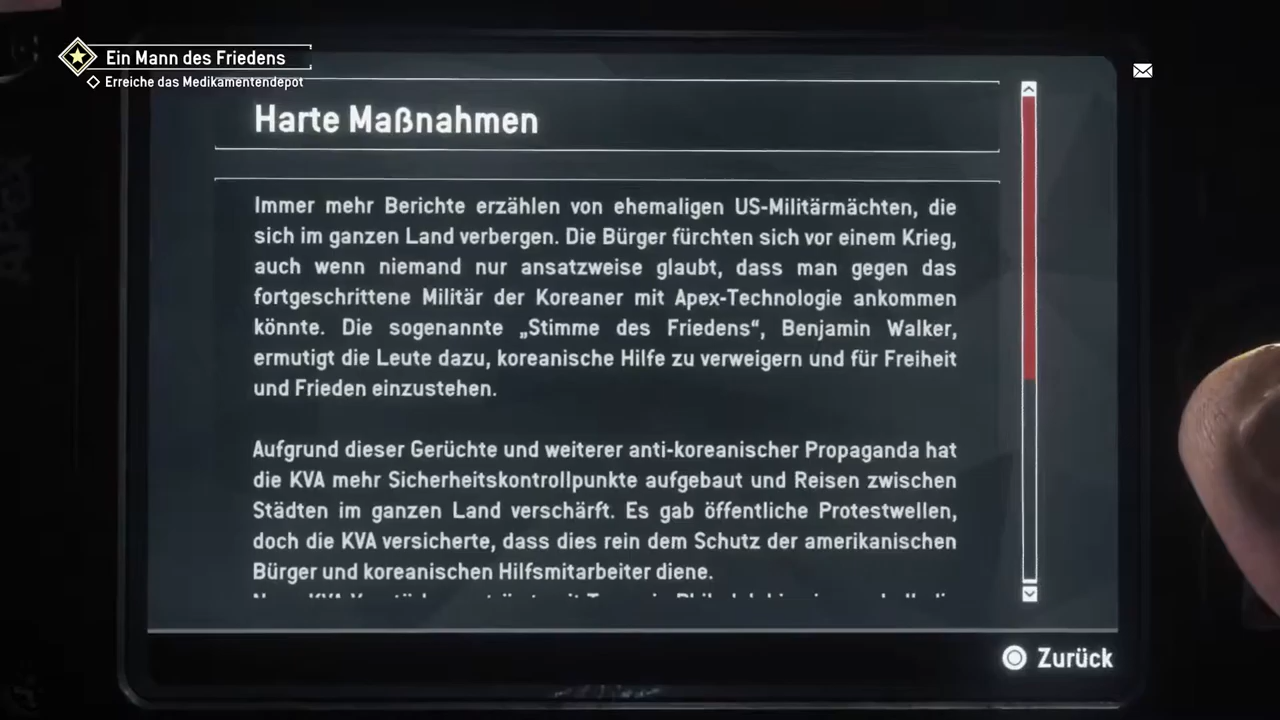 Ein Mann des Friedens
Erreiche das Medikamentendepot
Harte Maßnahmen
Immer mehr Berichte erzählen von ehemaligen US-Militärmächten, die
sich im ganzen Land verbergen. Die Bürger fürchten sich vor einem Krieg,
auch wenn niemand nur ansatzweise glaubt, dass man gegen das
fortgeschrittene Militär der Koreaner mit Apex-Technologie ankommen
könnte. Die sogenannte „Stimme des Friedens“, Benjamin Walker,
ermutigt die Leute dazu, koreanische Hilfe zu verweigern und für Freiheit
und Frieden einzustehen.
Aufgrund dieser Gerüchte und weiterer anti-koreanischer Propaganda hat
die KVA mehr Sicherheitskontrollpunkte aufgebaut und Reisen zwischen
Städten im ganzen Land verschärft. Es gab öffentliche Protestwellen,
doch die KVA versicherte, dass dies rein dem Schutz der amerikanischen
Bürger und koreanischen Hilfsmitarbeiter diene.
Zurück
APEX